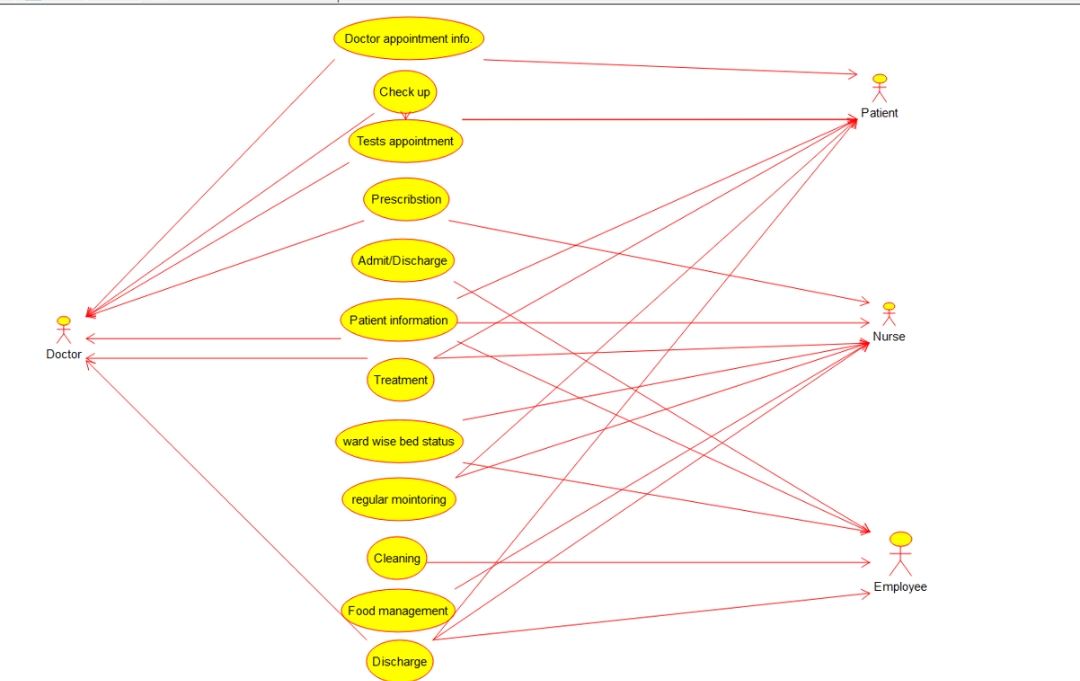 Doctor appointment info.
Check up
Patient
Tests appointment
Prescribstion
Admit/Discharge
Patient information
Nurse
Doctor
Treatment
ward wise bed status
regular mointoring
Cleaning
Employee
Food management
Discharge